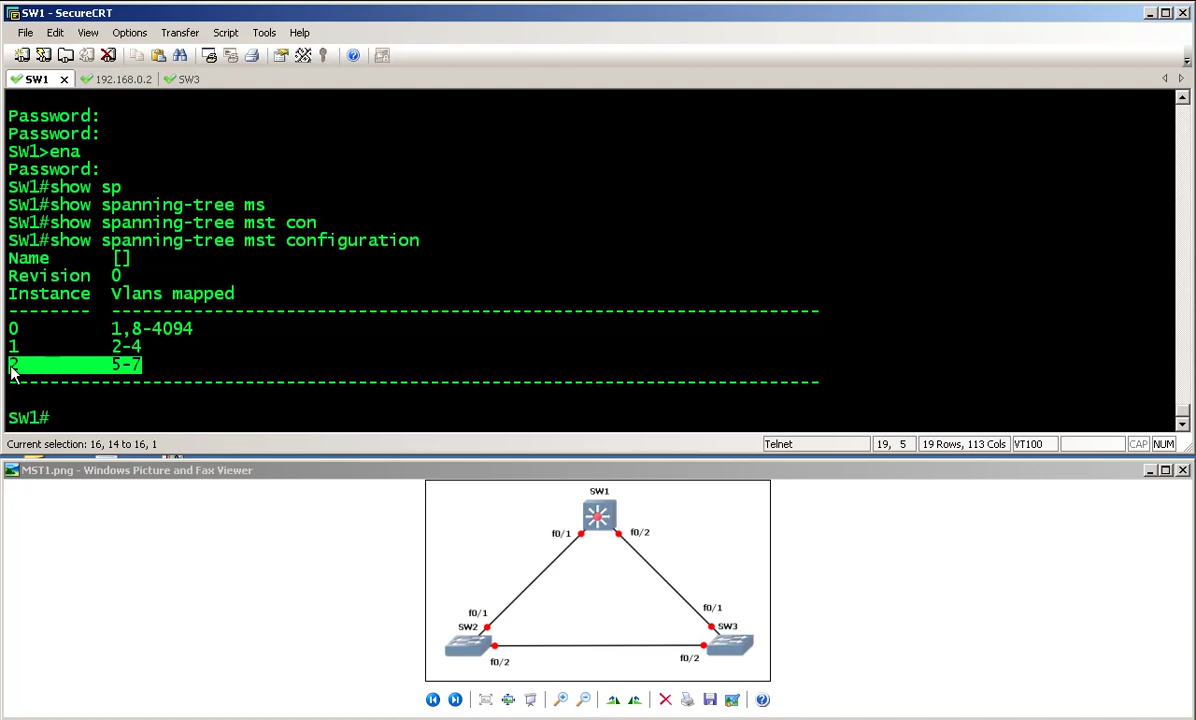 SW1 - SecureCRT
File Edit View Options Transfer Script Tools Help
SW1 192.168.0.2 SW3
Password:
Password:
SW1>ena
Password:
SW1#show sp
SW1#show spanning-tree ms
SW1#show spanning-tree mst con
SW1#show spanning-tree mst configuration
Name []
Revision 0
Instance Vlans mapped
-------- ---------------------------------------------------------------------
0 1,8-4094
1 2-4
2 5-7
-------------------------------------------------------------------------------
SW1#
Current selection: 16, 14 to 16, 1 Telnet 19, 5 19 Rows, 113 Cols VT100 CAP NUM
MST1.png - Windows Picture and Fax Viewer
SW1
f0/1 f0/2
f0/1 f0/1
SW2 SW3
f0/2 f0/2